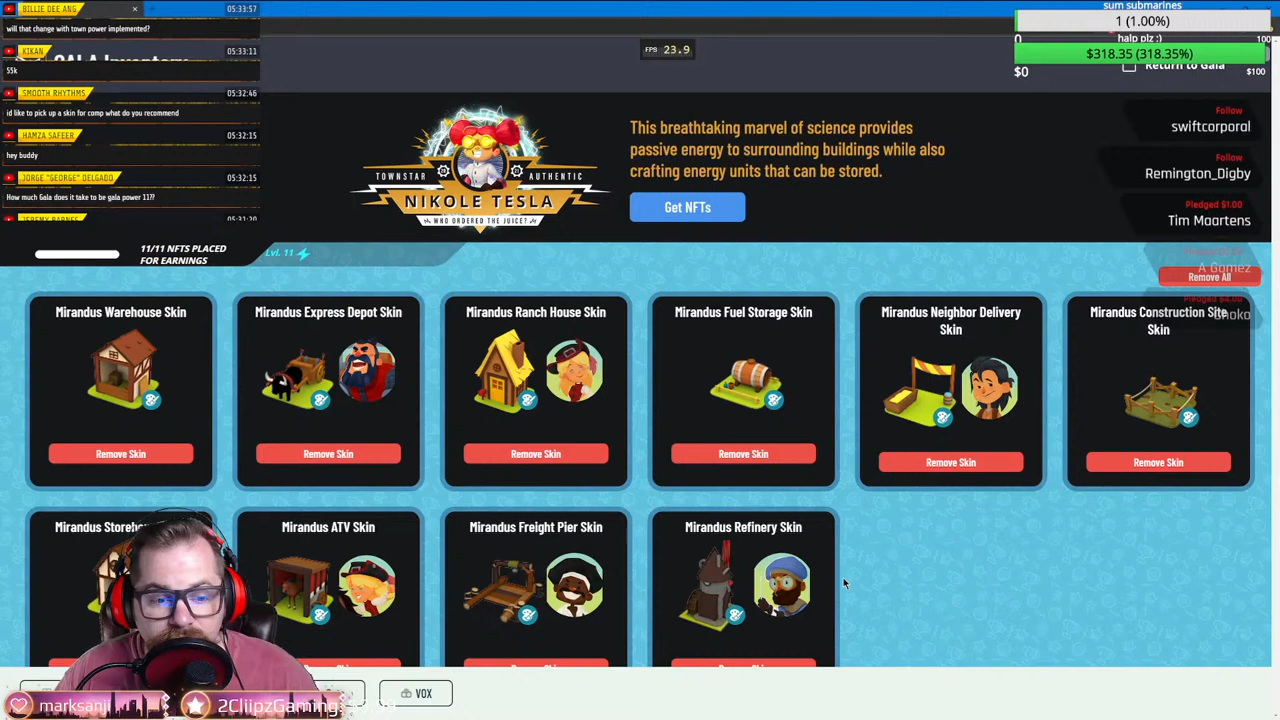 BILLIE DEE ANG
05:33:57
will that change with town power implemented?
KIKAN
05:33:11
55k
SMOOTH RHYTHMS
05:32:46
id like to pick up a skin for comp what do you recommend
HAMZA SAFEER
05:32:15
hey buddy
JORGE "GEORGE" DELGADO
05:32:15
How much Gala does it take to be gala power 11??
FPS 23.9
sum submarines
1 (1.00%)
0
halp plz :)
100
$318.35 (318.35%)
$0
Return to Gala
$100
TOWNSTAR AUTHENTIC
NIKOLE TESLA
WHO ORDERED THE JUICE?
This breathtaking marvel of science provides
passive energy to surrounding buildings while also
crafting energy units that can be stored.
Get NFTs
Follow
swiftcorporal
Follow
Remington_Digby
Pledged $1.00
Tim Maartens
A Gomez
Pledged $4.00
11/11 NFTS PLACED
FOR EARNINGS
Lvl. 11
Remove All
Mirandus Warehouse Skin
Remove Skin
Mirandus Express Depot Skin
Remove Skin
Mirandus Ranch House Skin
Remove Skin
Mirandus Fuel Storage Skin
Remove Skin
Mirandus Neighbor Delivery
Skin
Remove Skin
Mirandus Construction Site
Skin
Remove Skin
Mirandus
Mirandus ATV Skin
Mirandus Freight Pier Skin
Mirandus Refinery Skin
VOX
marksanji
2CliipzGaming